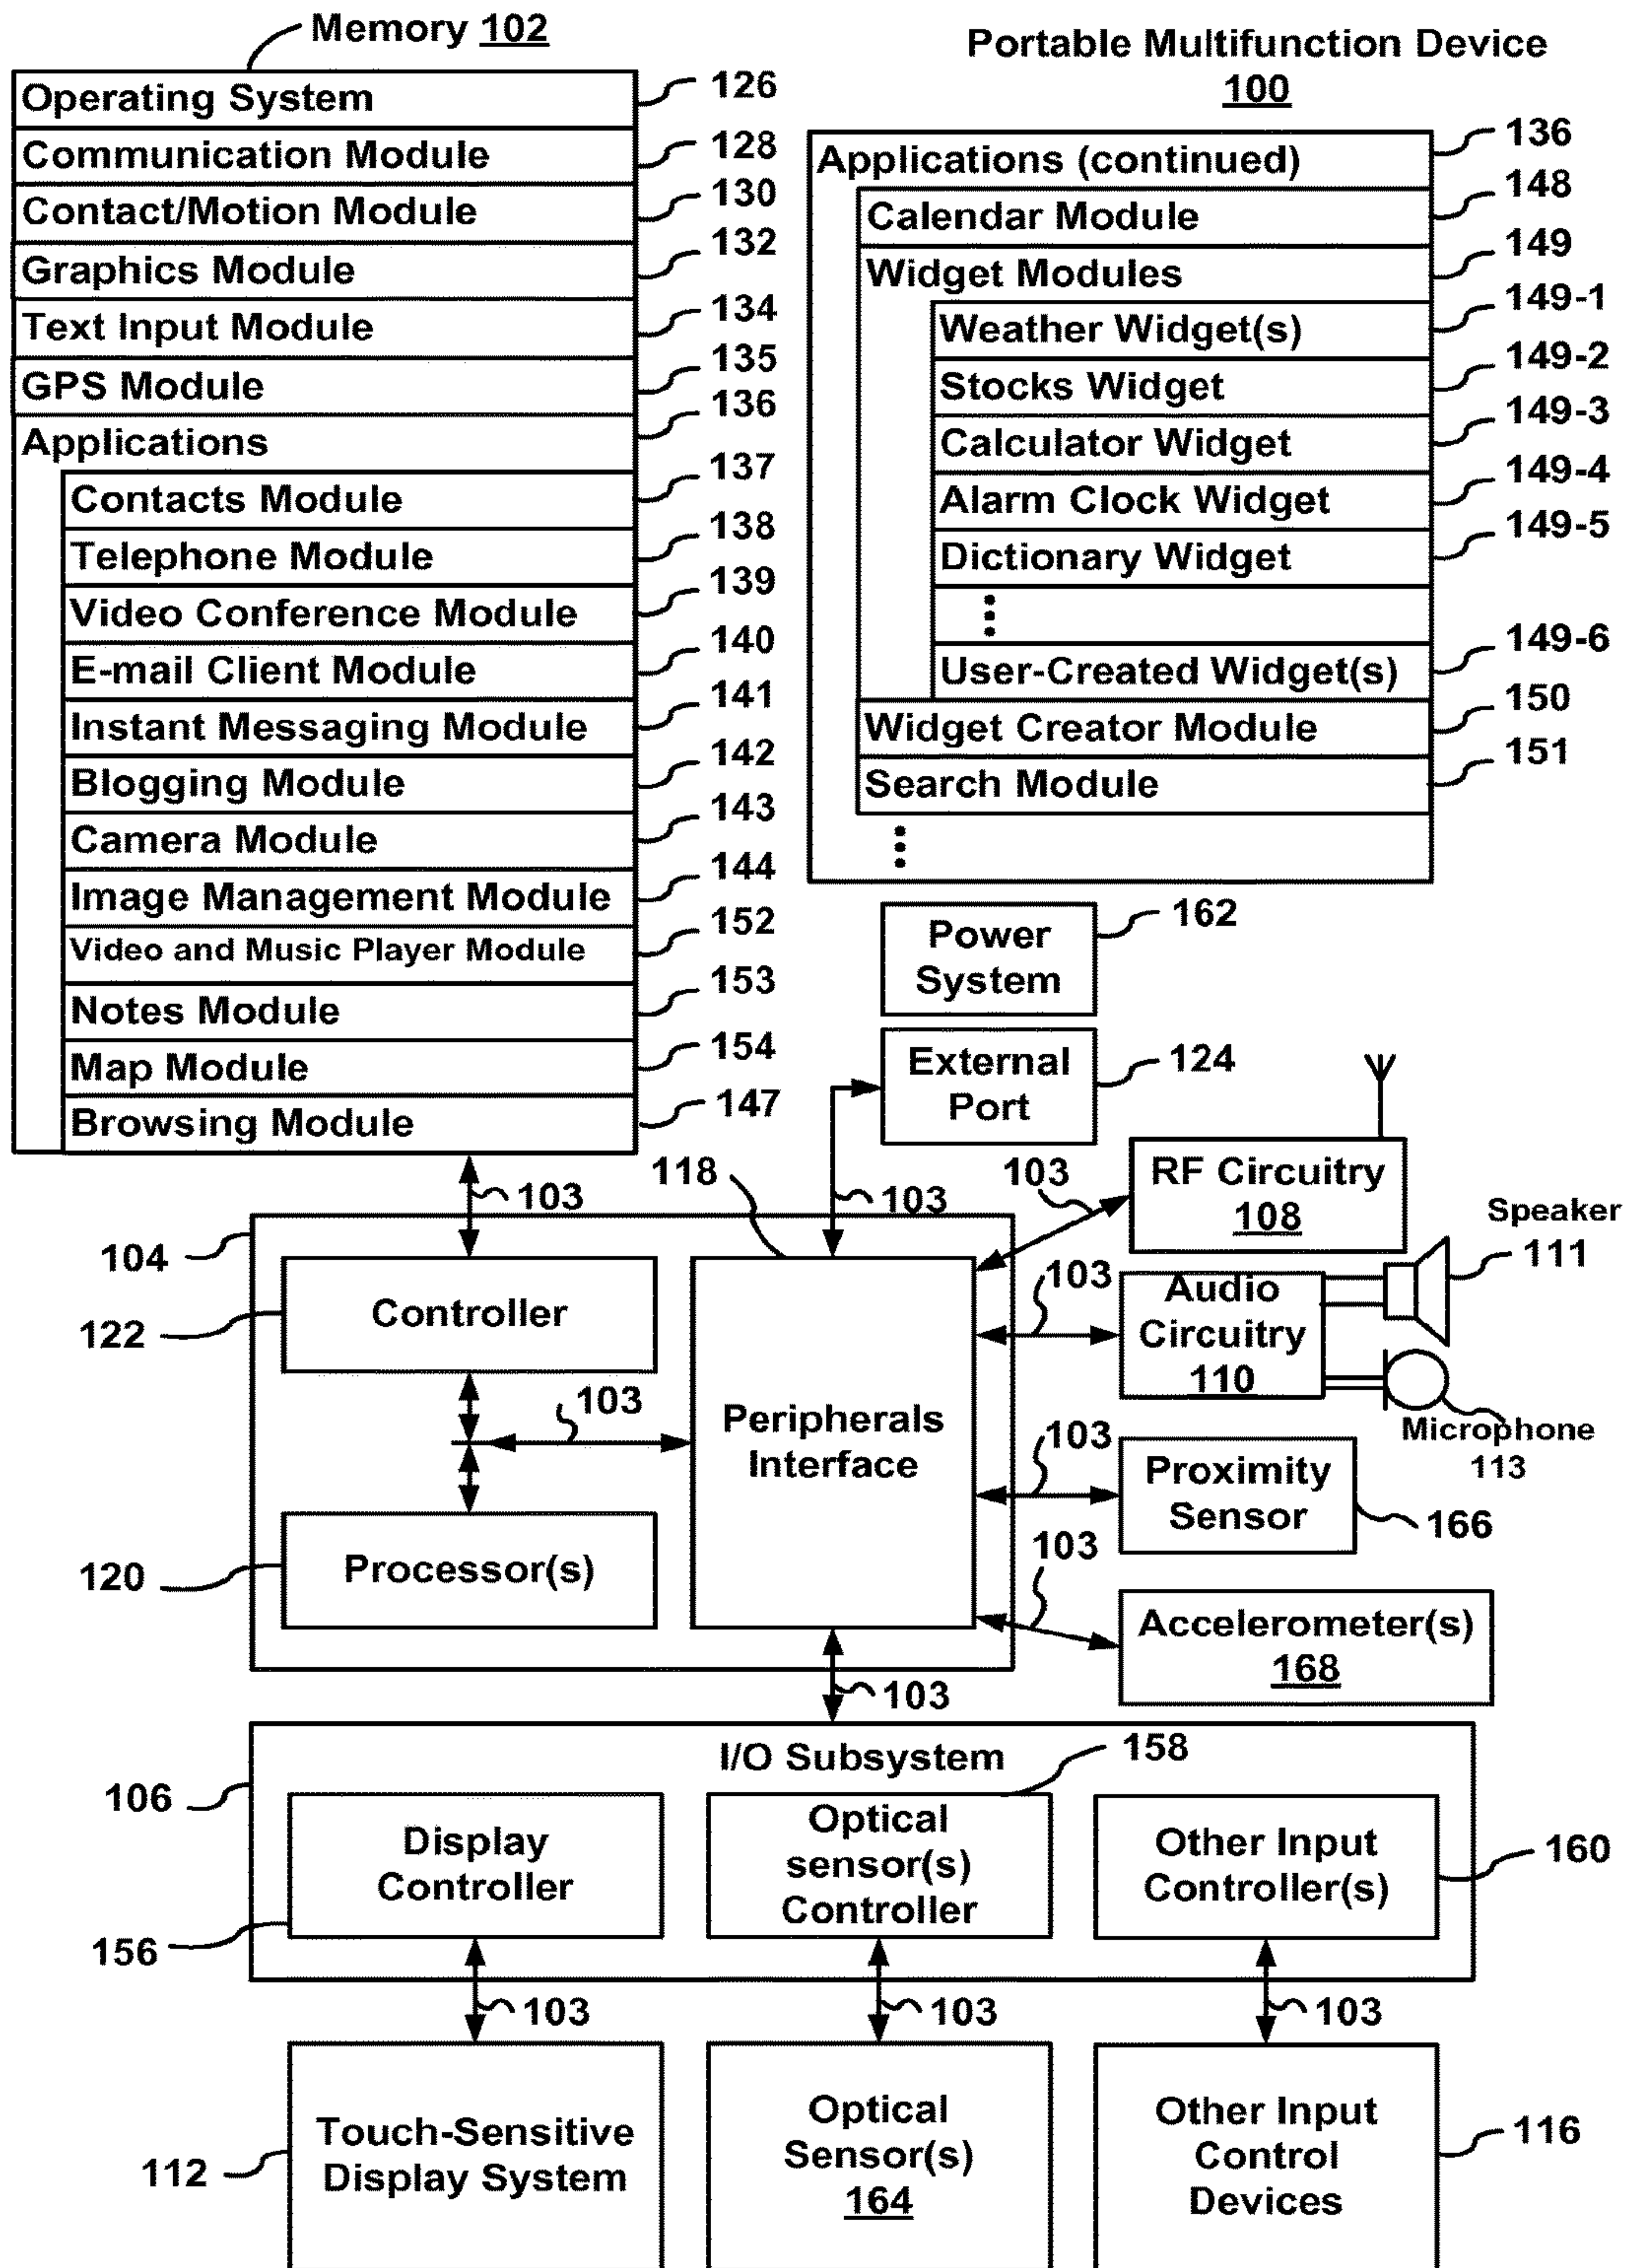 Memory 102
Operating System 126
Communication Module 128
Contact/Motion Module 130
Graphics Module 132
Text Input Module 134
GPS Module 135
Applications 136
Contacts Module 137
Telephone Module 138
Video Conference Module 139
E-mail Client Module 140
Instant Messaging Module 141
Blogging Module 142
Camera Module 143
Image Management Module 144
Video and Music Player Module 152
Notes Module 153
Map Module 154
Browsing Module 147
Portable Multifunction Device
100
Applications (continued) 136
Calendar Module 148
Widget Modules 149
Weather Widget(s) 149-1
Stocks Widget 149-2
Calculator Widget 149-3
Alarm Clock Widget 149-4
Dictionary Widget 149-5
User-Created Widget(s) 149-6
Widget Creator Module 150
Search Module 151
Power
System
162
External
Port
124
103
118
103
103
RF Circuitry
108
Speaker
111
104
Controller
122
103
Audio
Circuitry
110
Microphone
113
103
Peripherals
Interface
103
Proximity
Sensor
166
Processor(s)
120
103
Accelerometer(s)
168
103
I/O Subsystem
106
158
Display
Controller
156
Optical
sensor(s)
Controller
Other Input
Controller(s)
160
103
103
103
Touch-Sensitive
Display System
112
Optical
Sensor(s)
164
Other Input
Control
Devices
116